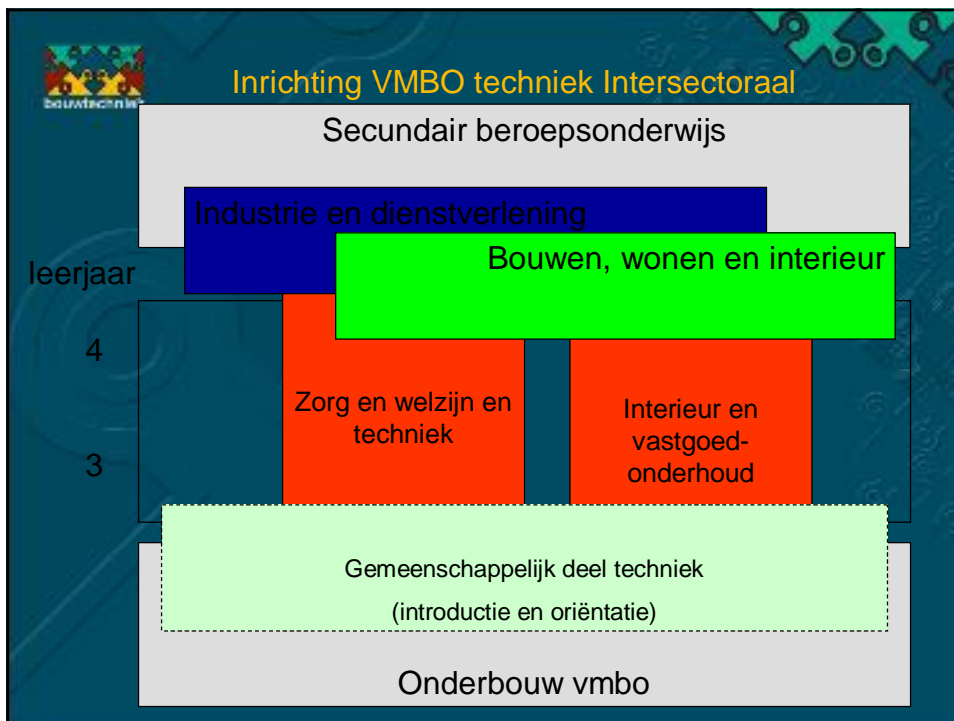 bouwtechniek
Inrichting VMBO techniek Intersectoraal
Secundair beroepsonderwijs
Industrie en dienstverlening
Bouwen, wonen en interieur
leerjaar
4
Zorg en welzijn en
techniek
Interieur en
vastgoed-
onderhoud
3
Gemeenschappelijk deel techniek
(introductie en oriëntatie)
Onderbouw vmbo